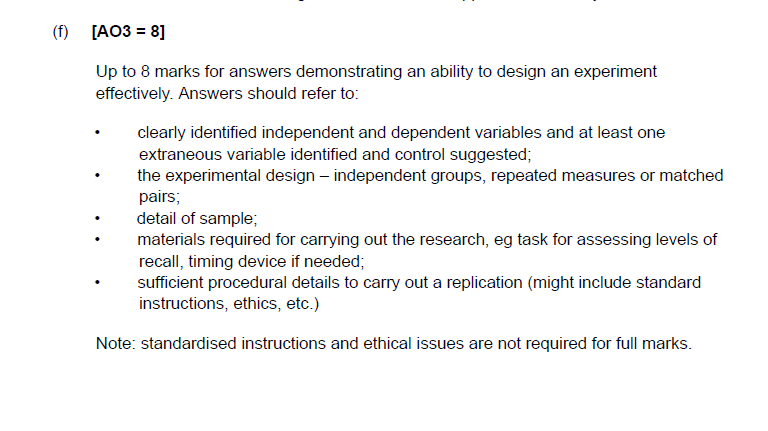 (f) [AO3 = 8]
Up to 8 marks for answers demonstrating an ability to design an experiment
effectively. Answers should refer to:
• clearly identified independent and dependent variables and at least one
extraneous variable identified and control suggested;
• the experimental design – independent groups, repeated measures or matched
pairs;
• detail of sample;
• materials required for carrying out the research, eg task for assessing levels of
recall, timing device if needed;
• sufficient procedural details to carry out a replication (might include standard
instructions, ethics, etc.)
Note: standardised instructions and ethical issues are not required for full marks.